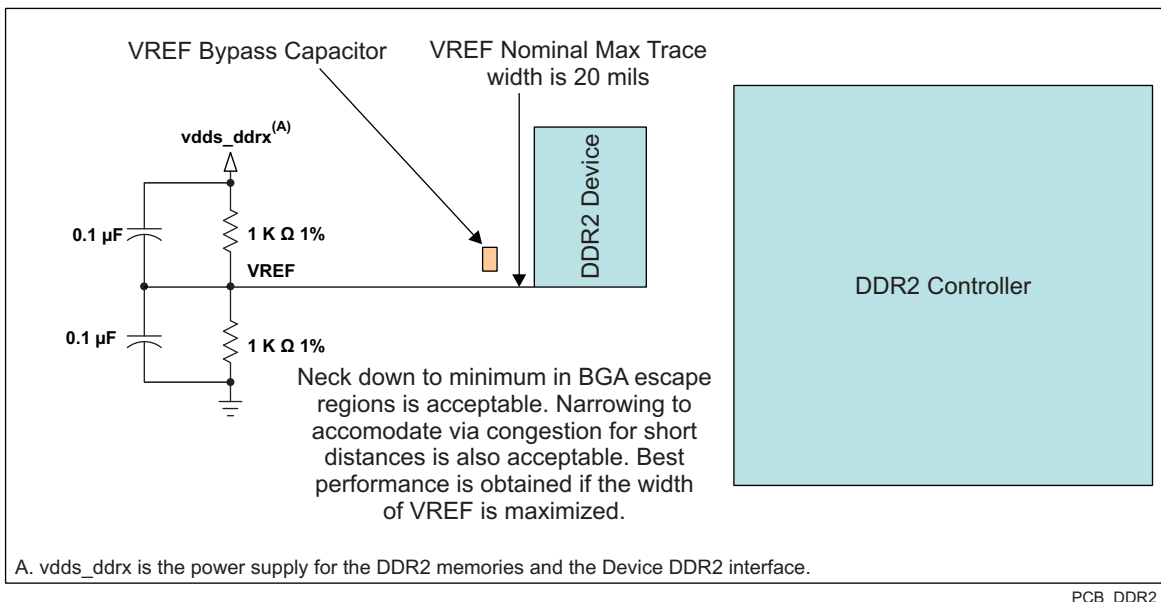 VREF Bypass Capacitor
VREF Nominal Max Trace
width is 20 mils
vdds_ddrx(A)
0.1 µF
1 K Ω 1%
VREF
0.1 µF
1 K Ω 1%
DDR2 Device
DDR2 Controller
Neck down to minimum in BGA escape
regions is acceptable. Narrowing to
accomodate via congestion for short
distances is also acceptable. Best
performance is obtained if the width
of VREF is maximized.
A. vdds_ddrx is the power supply for the DDR2 memories and the Device DDR2 interface.
PCB_DDR2